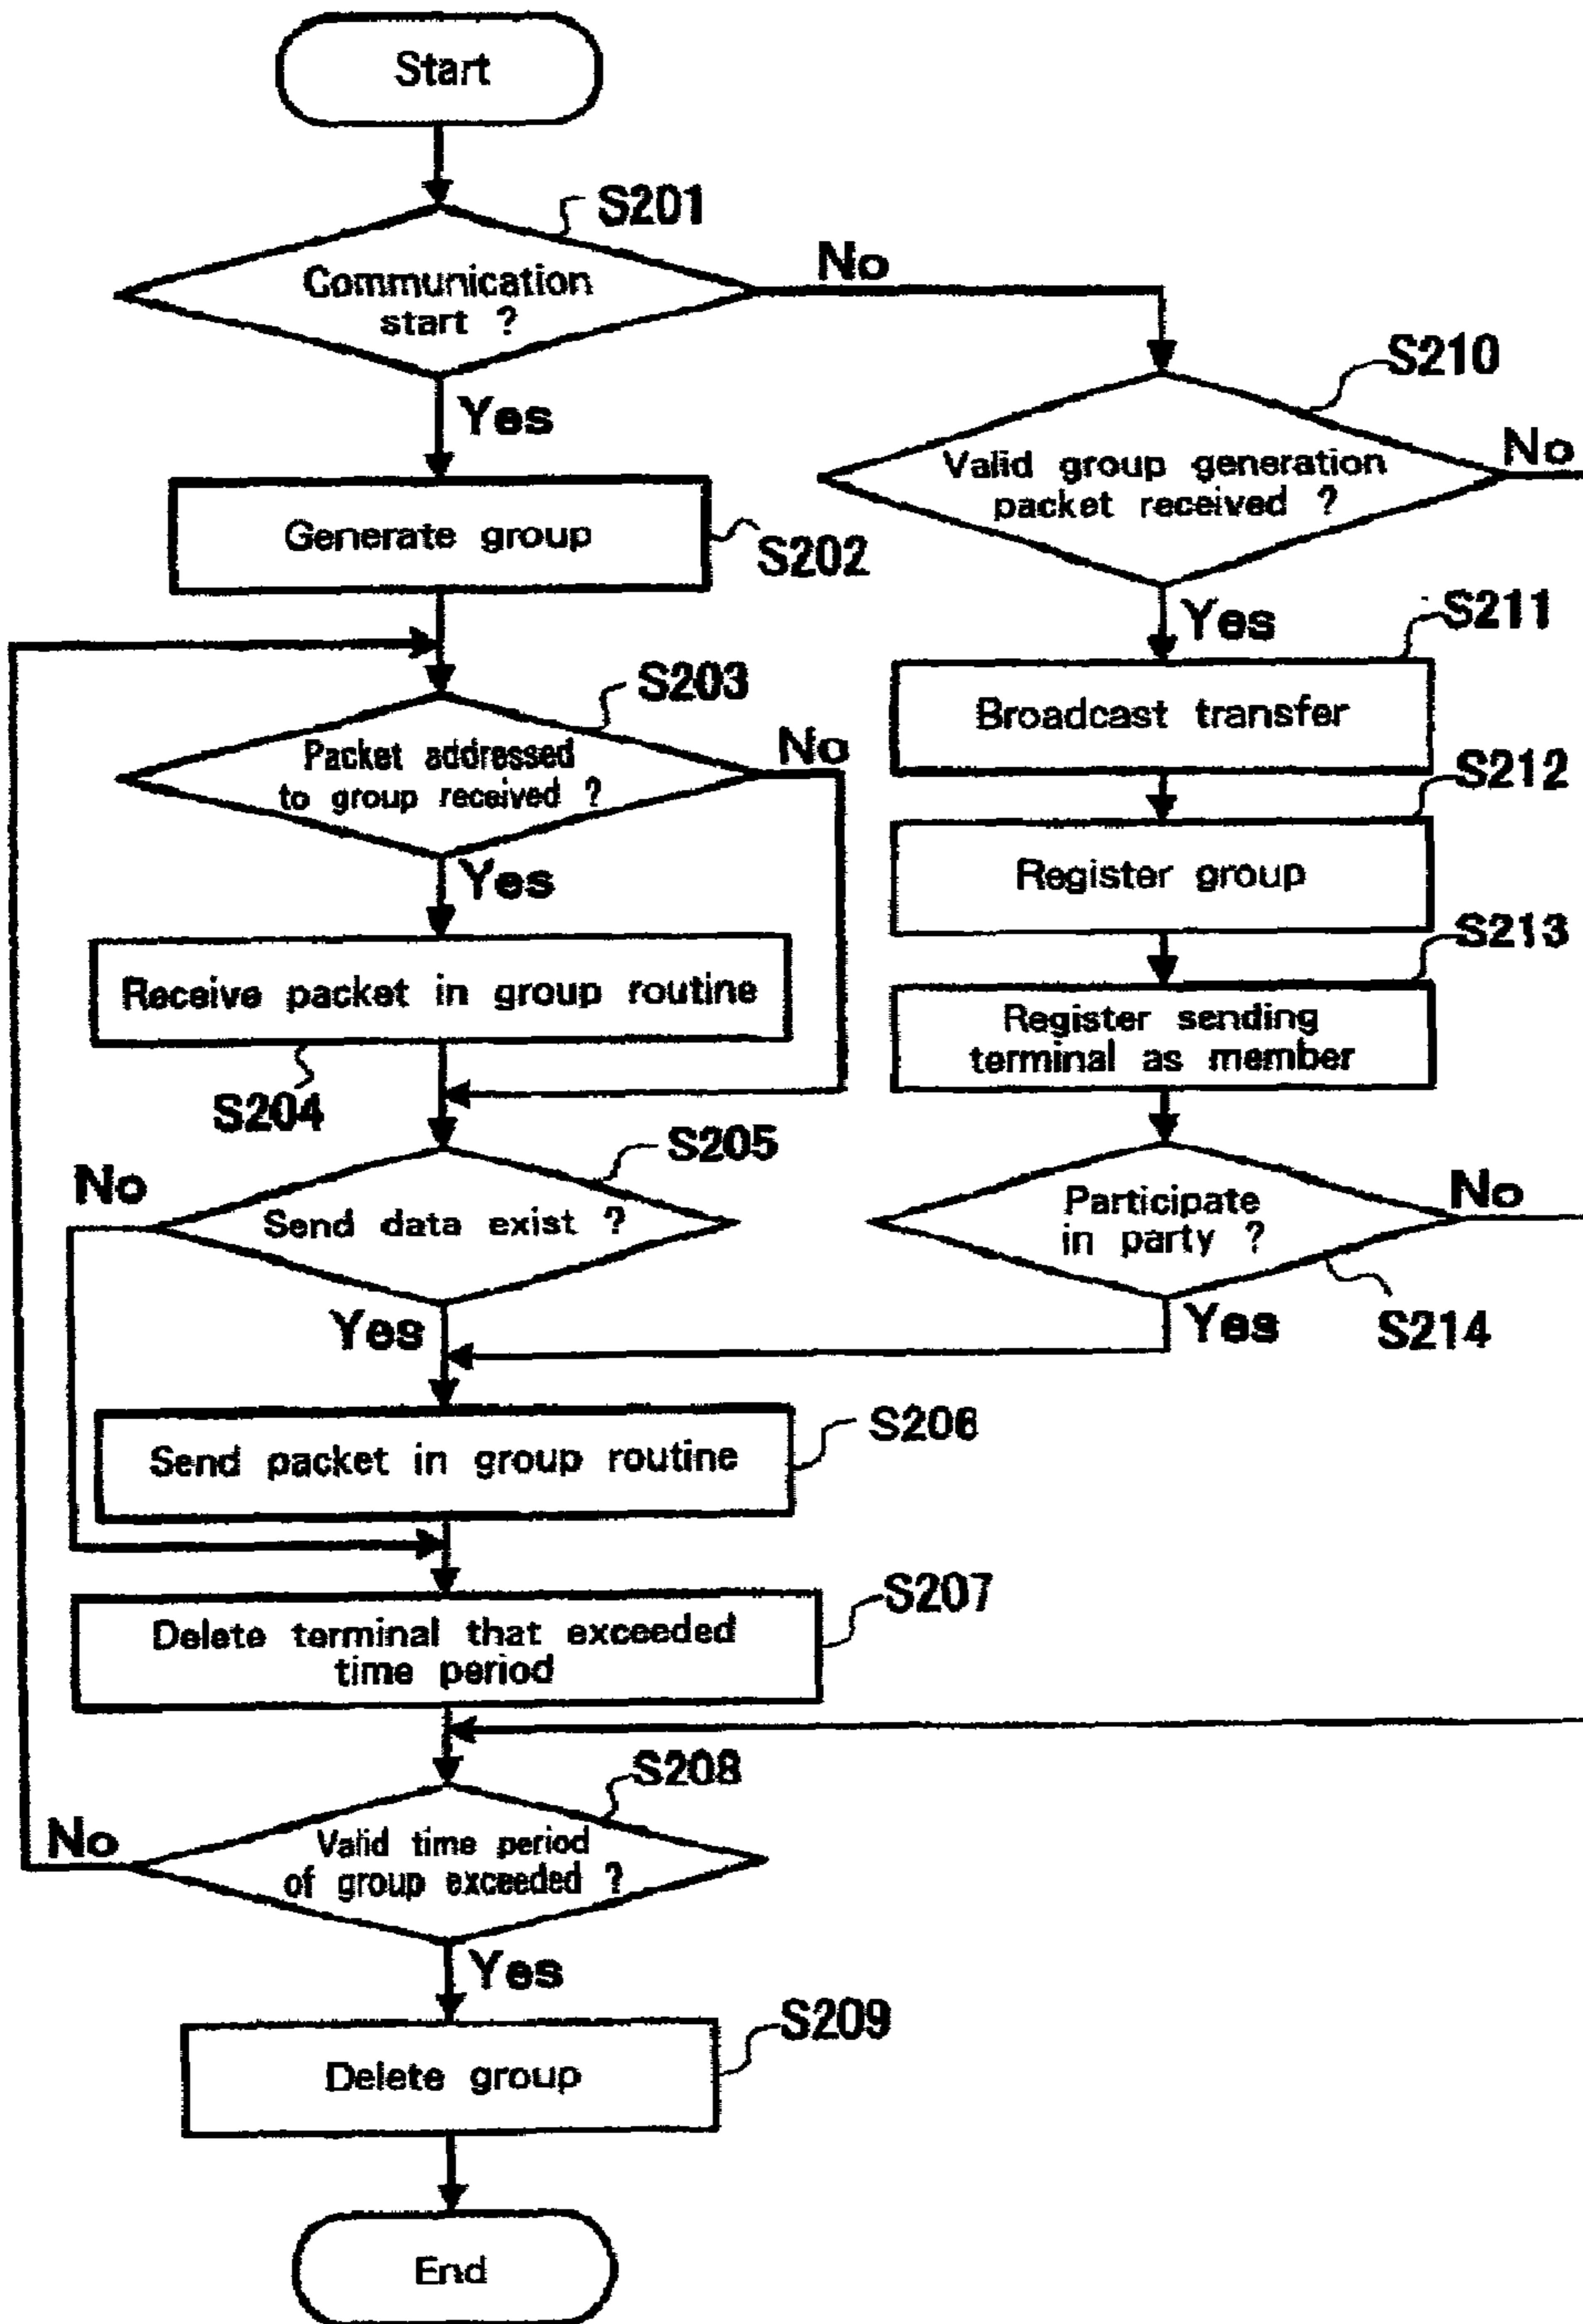 Start
S201
Communication
start ?
No
Yes
S210
Valid group generation
packet received ?
No
Generate group
S202
Yes
S211
Broadcast transfer
S203
Packet addressed
to group received ?
No
Yes
S212
Register group
Receive packet in group routine
S204
S213
Register sending
terminal as member
S205
No
Send data exist ?
Yes
Participate
in party ?
No
Yes
S214
Send packet in group routine
S206
Delete terminal that exceeded
time period
S207
S208
Valid time period
of group exceeded ?
No
Yes
Delete group
S209
End